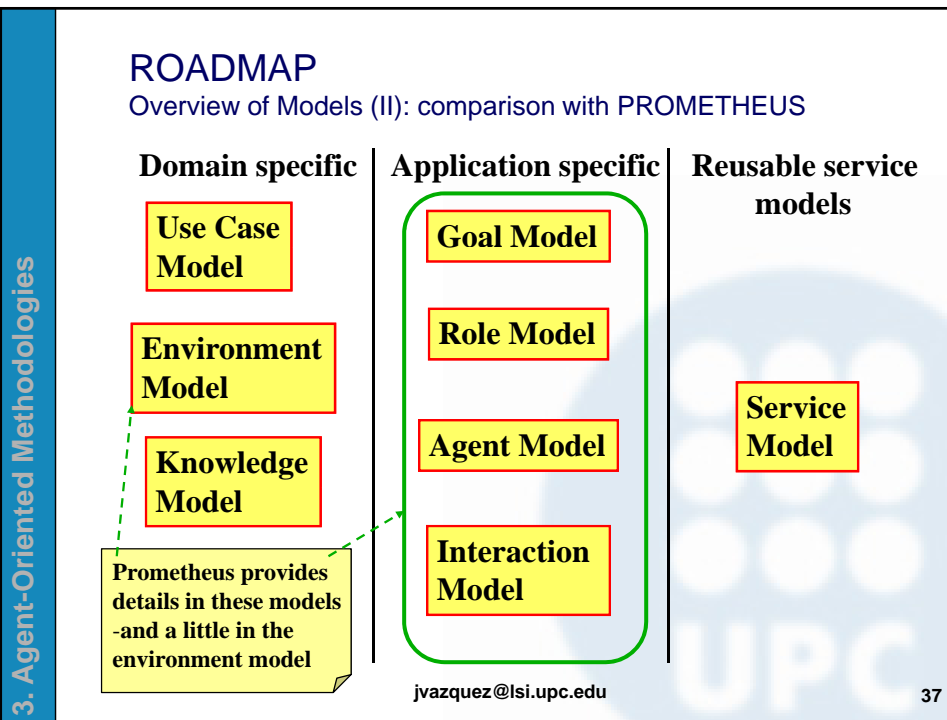 3. Agent-Oriented Methodologies
ROADMAP
Overview of Models (II): comparison with PROMETHEUS
Domain specific
Use Case
Model
Environment
Model
Knowledge
Model
Prometheus provides
details in these models
-and a little in the
environment model
Application specific
Goal Model
Role Model
Agent Model
Interaction
Model
Reusable service
models
Service
Model
UPC
jvazquez@lsi.upc.edu
37